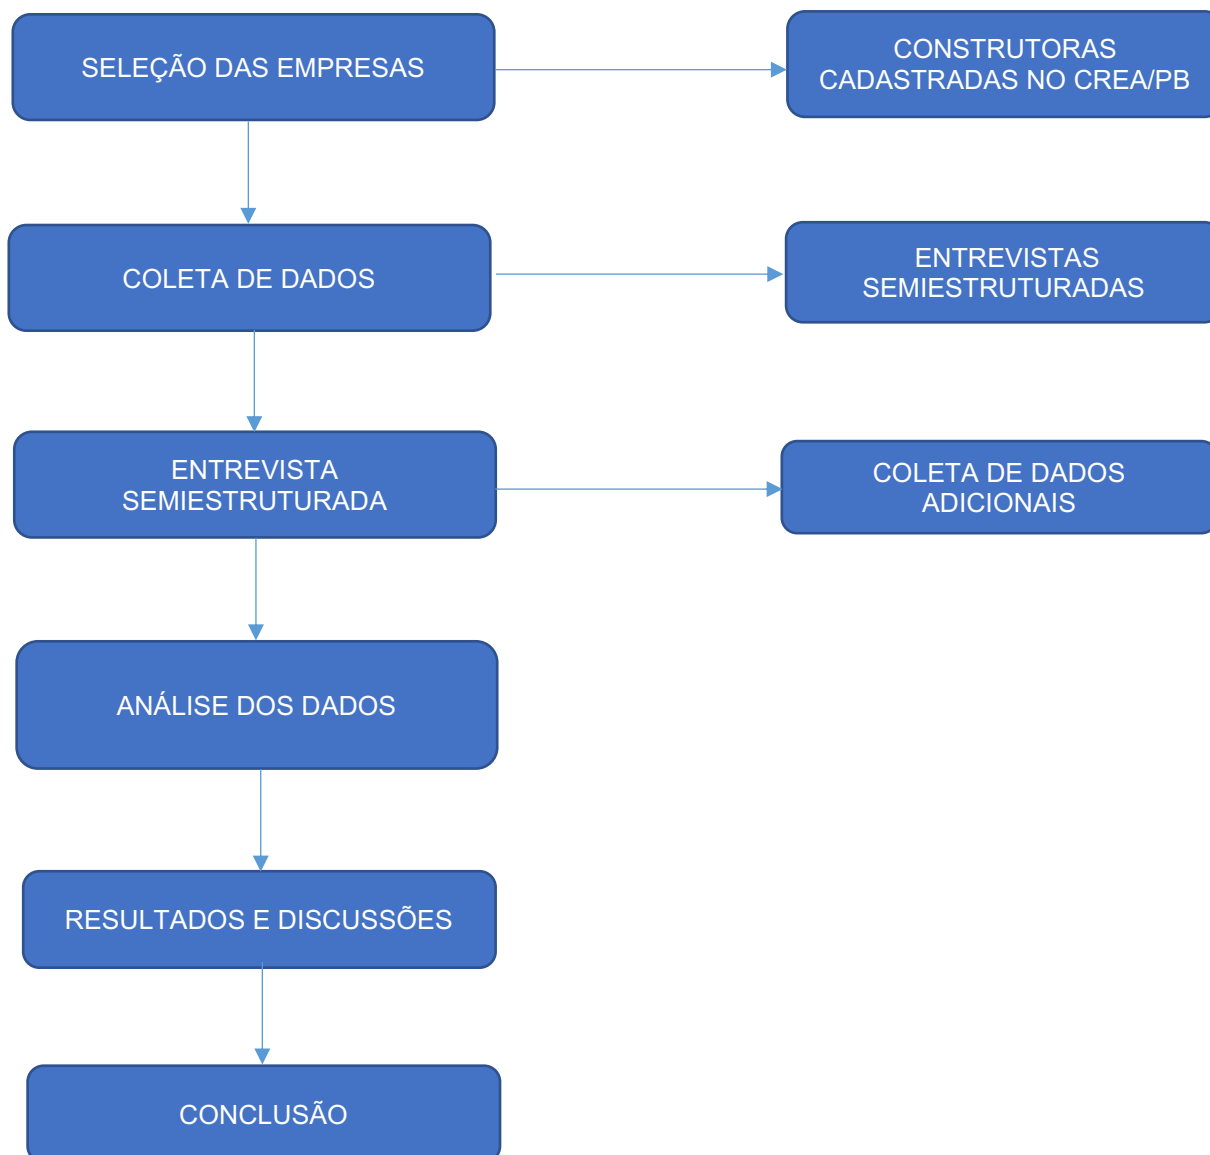 SELEÇÃO DAS EMPRESAS
CONSTRUTORAS
CADASTRADAS NO CREA/PB
COLETA DE DADOS
ENTREVISTAS
SEMIESTRUTURADAS
ENTREVISTA
SEMIESTRUTURADA
COLETA DE DADOS
ADICIONAIS
ANÁLISE DOS DADOS
RESULTADOS E DISCUSSÕES
CONCLUSÃO